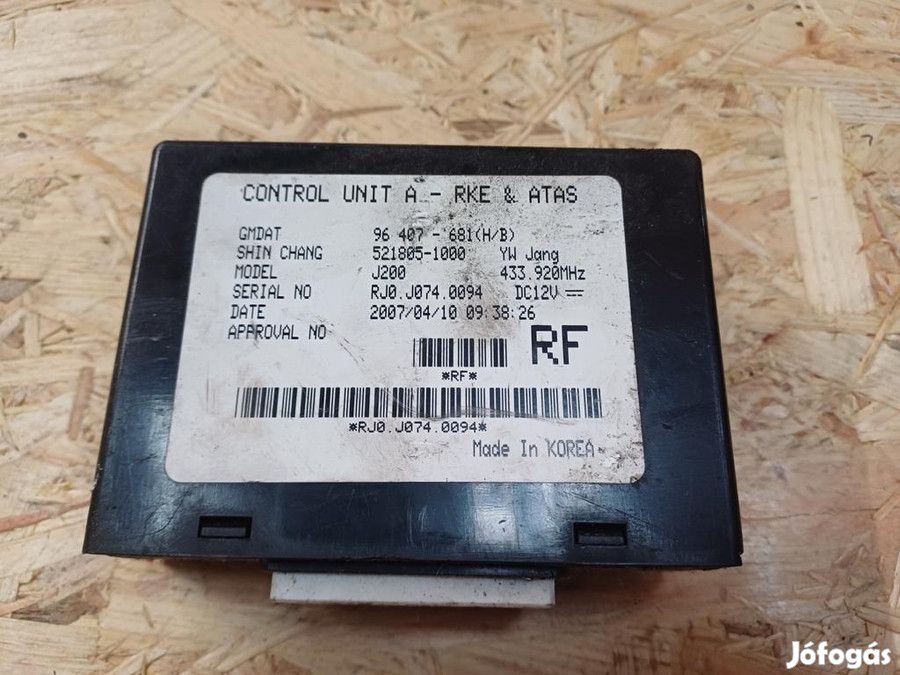 CONTROL UNIT A - RKE & ATAS
GMDAT 96 407 - 681(H/B)
SHIN CHANG 521805-1000 YW Jang
MODEL J200 433.920MHz
SERIAL NO RJ0.J074.0094 DC12V ⎓
DATE 2007/04/10 09:38:26
APPROVAL NO
RF
*RF*
*RJ0.J074.0094*
Made In KOREA
Jófogás